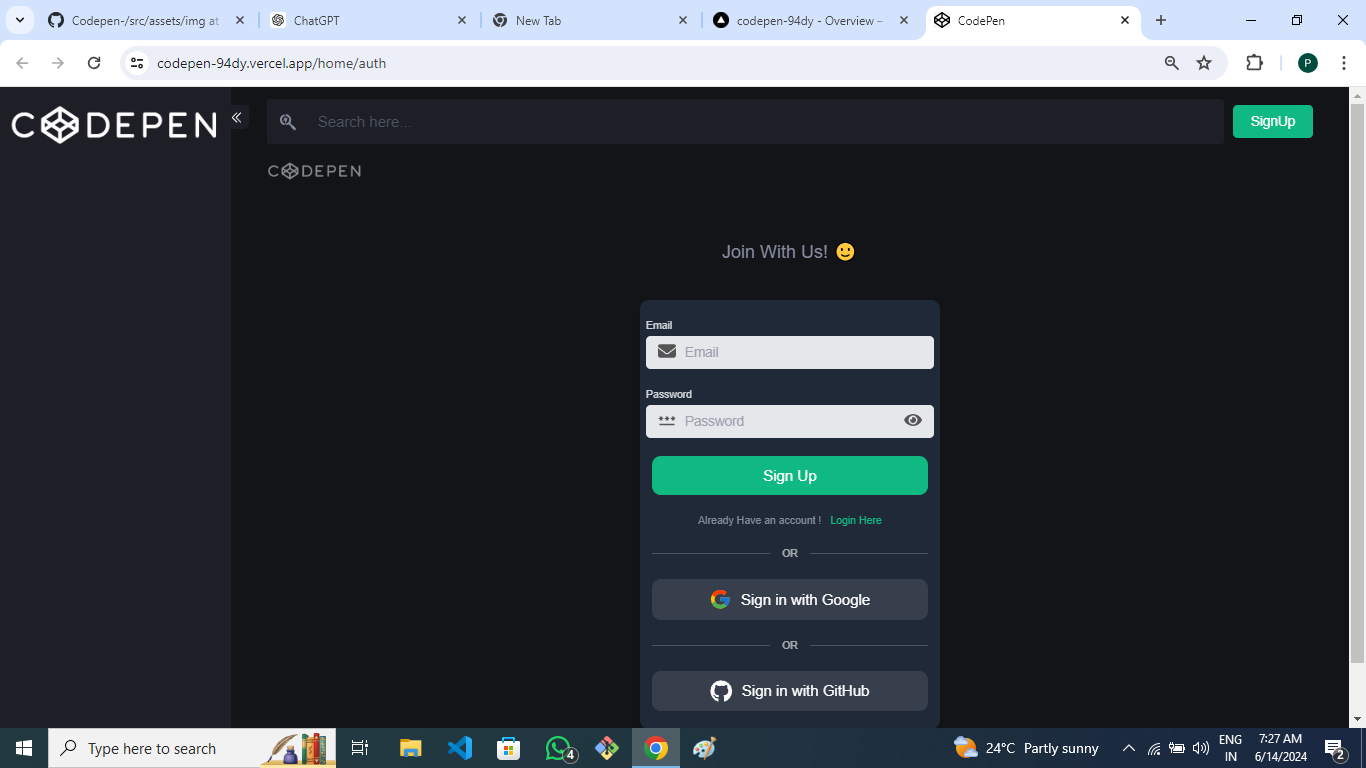 Codepen-/src/assets/img at
ChatGPT
New Tab
codepen-94dy - Overview –
CodePen
codepen-94dy.vercel.app/home/auth
P
CODEPEN
Search here...
SignUp
CODEPEN
Join With Us! 🙂
Email
Email
Password
Password
Sign Up
Already Have an account ! Login Here
OR
Sign in with Google
OR
Sign in with GitHub
Type here to search
4
24°C Partly sunny
ENG
IN
7:27 AM
6/14/2024
2